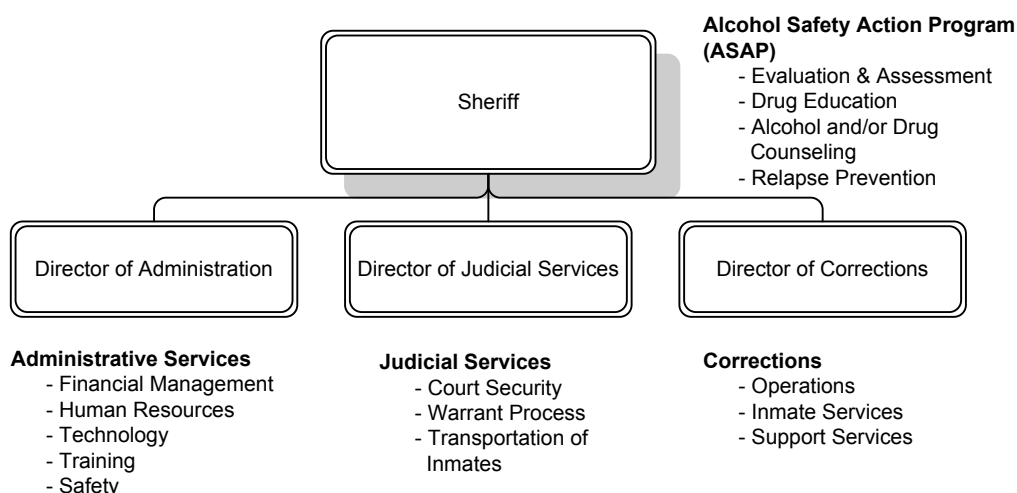 Sheriff
Alcohol Safety Action Program
(ASAP)
- Evaluation & Assessment
- Drug Education
- Alcohol and/or Drug
Counseling
- Relapse Prevention
Director of Administration
Director of Judicial Services
Director of Corrections
Administrative Services
- Financial Management
- Human Resources
- Technology
- Training
- Safety
Judicial Services
- Court Security
- Warrant Process
- Transportation of
Inmates
Corrections
- Operations
- Inmate Services
- Support Services